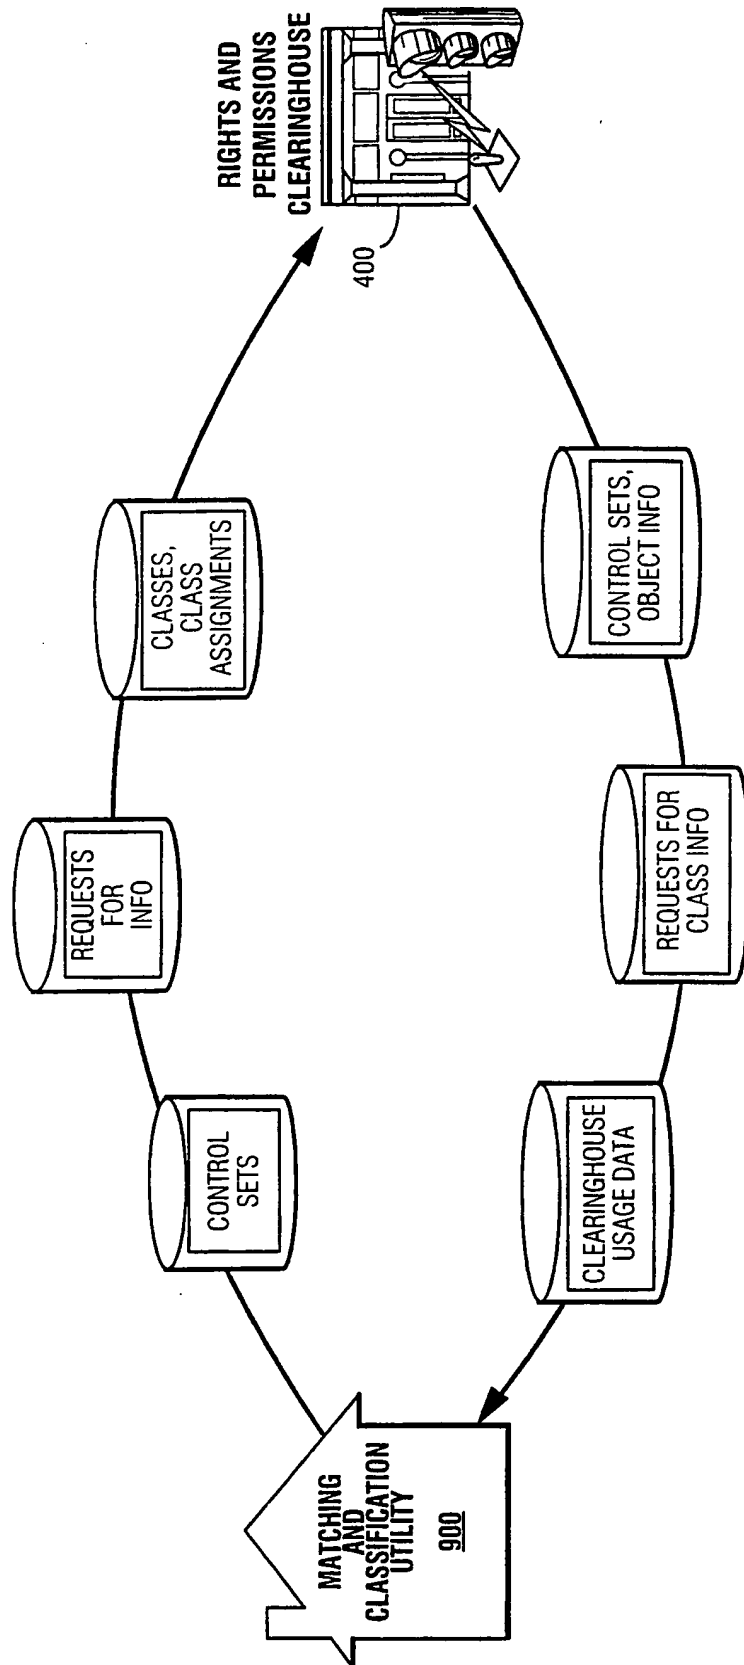 RIGHTS AND
PERMISSIONS
CLEARINGHOUSE
400
CLASSES,
CLASS
ASSIGNMENTS
REQUESTS
FOR
INFO
CONTROL
SETS
MATCHING
AND
CLASSIFICATION
UTILITY
900
CONTROL SETS,
OBJECT INFO
REQUESTS FOR
CLASS INFO
CLEARINGHOUSE
USAGE DATA